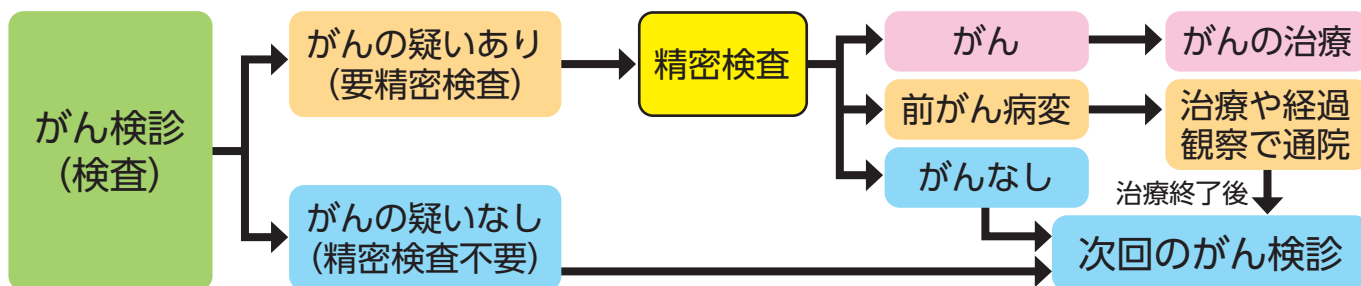 がん検診
（検査）
がんの疑いあり
（要精密検査）
がんの疑いなし
（精密検査不要）
精密検査
がん
前がん病変
がんなし
がんの治療
治療や経過
観察で通院
治療終了後
次回のがん検診